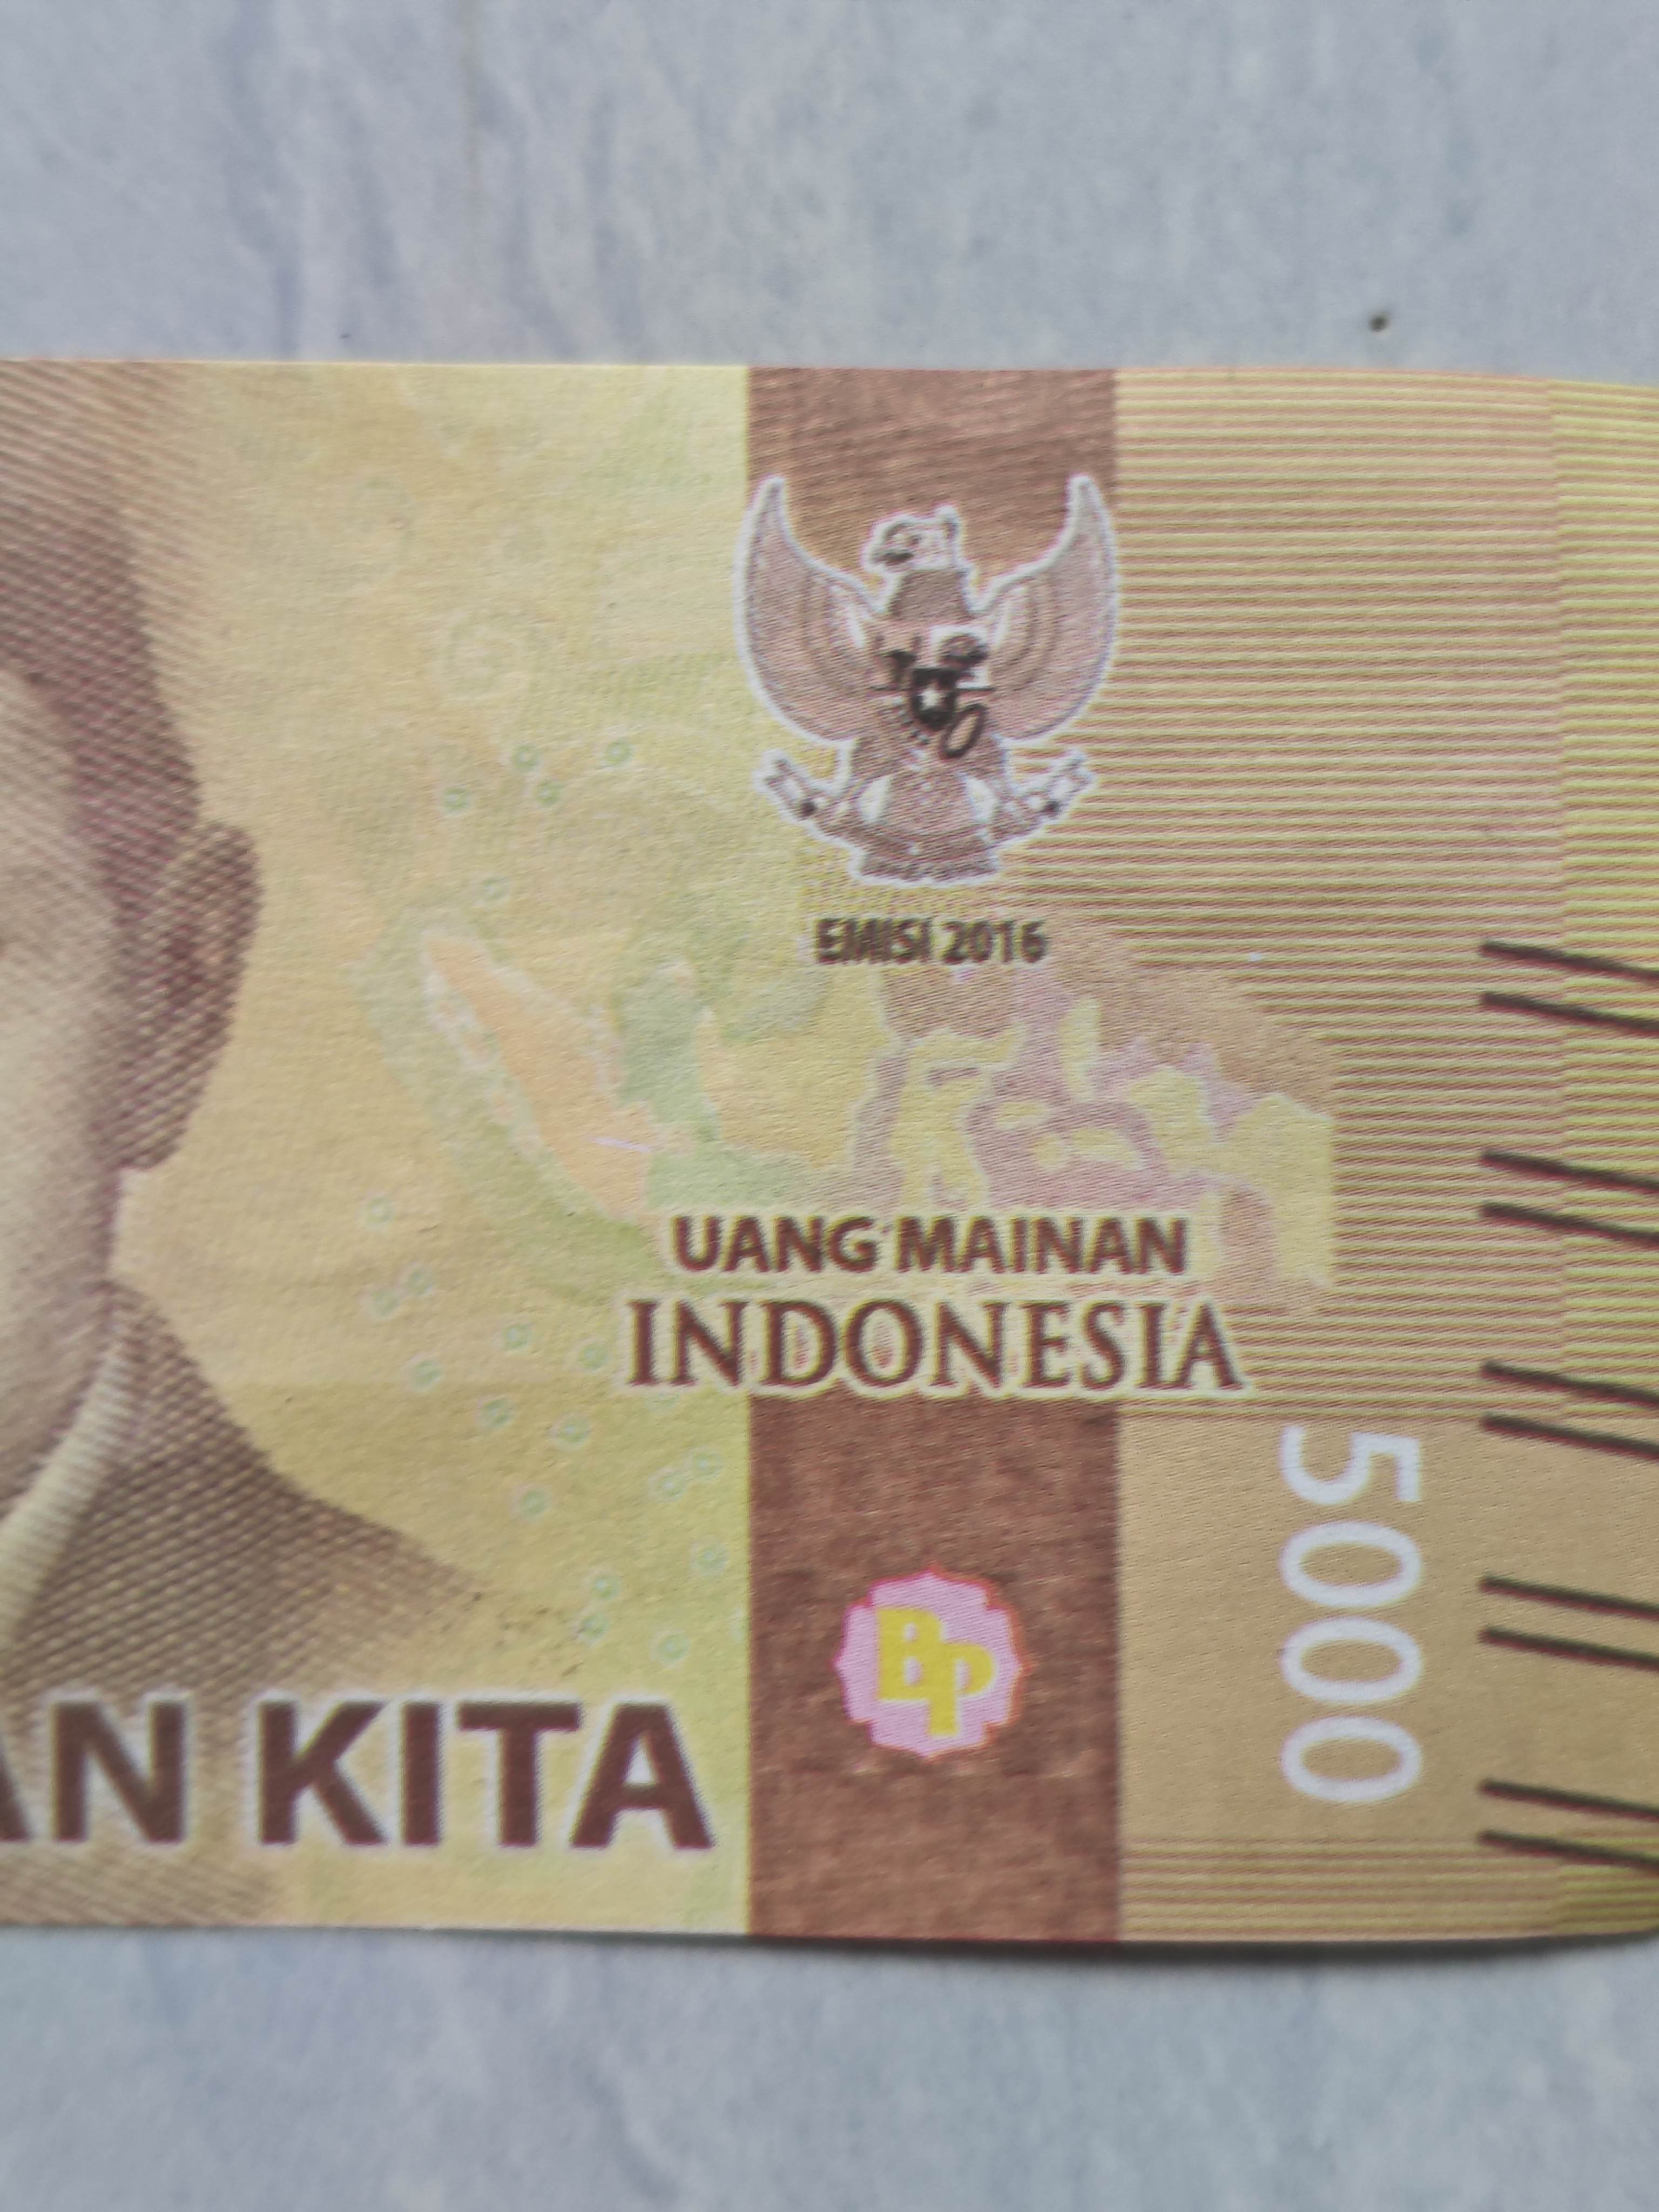 EMISI 2016
UANG MAINAN
INDONESIA
5000
BP
AN KITA